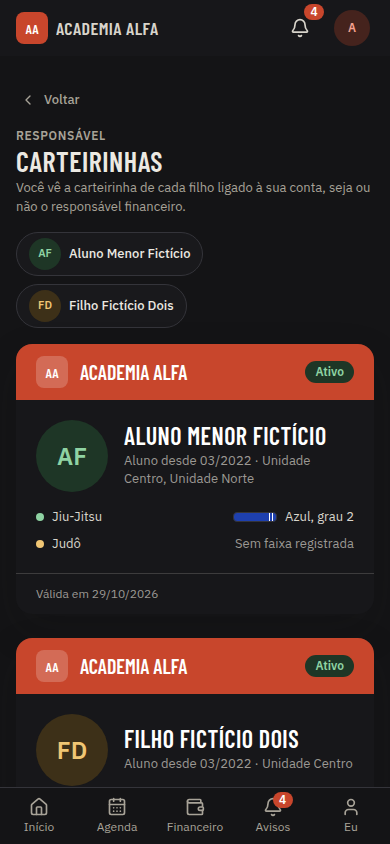 AA ACADEMIA ALFA 4 A
Voltar
RESPONSÁVEL
CARTEIRINHAS
Você vê a carteirinha de cada filho ligado à sua conta, seja ou
não o responsável financeiro.
AF Aluno Menor Fictício
FD Filho Fictício Dois
AA ACADEMIA ALFA Ativo
AF ALUNO MENOR FICTÍCIO
Aluno desde 03/2022 · Unidade
Centro, Unidade Norte
Jiu-Jitsu Azul, grau 2
Judô Sem faixa registrada
Válida em 29/10/2026
AA ACADEMIA ALFA Ativo
FD FILHO FICTÍCIO DOIS
Aluno desde 03/2022 · Unidade Centro
4
Início Agenda Financeiro Avisos Eu